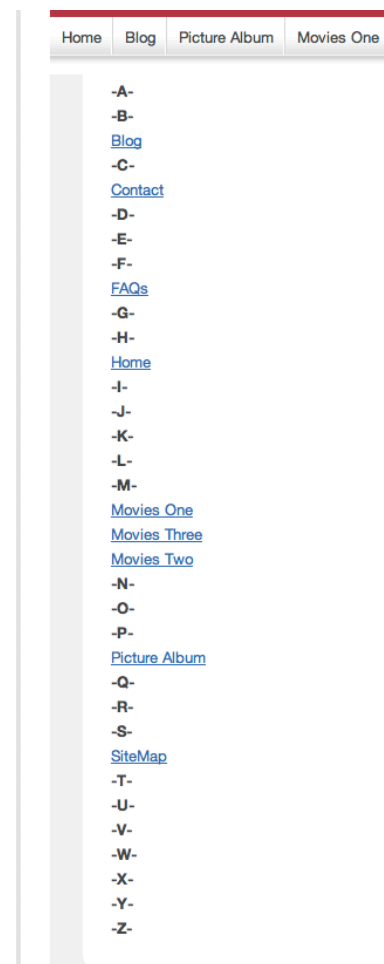 Home Blog Picture Album Movies One
-A-
-B-
Blog
-C-
Contact
-D-
-E-
-F-
FAQs
-G-
-H-
Home
-I-
-J-
-K-
-L-
-M-
Movies One
Movies Three
Movies Two
-N-
-O-
-P-
Picture Album
-Q-
-R-
-S-
SiteMap
-T-
-U-
-V-
-W-
-X-
-Y-
-Z-